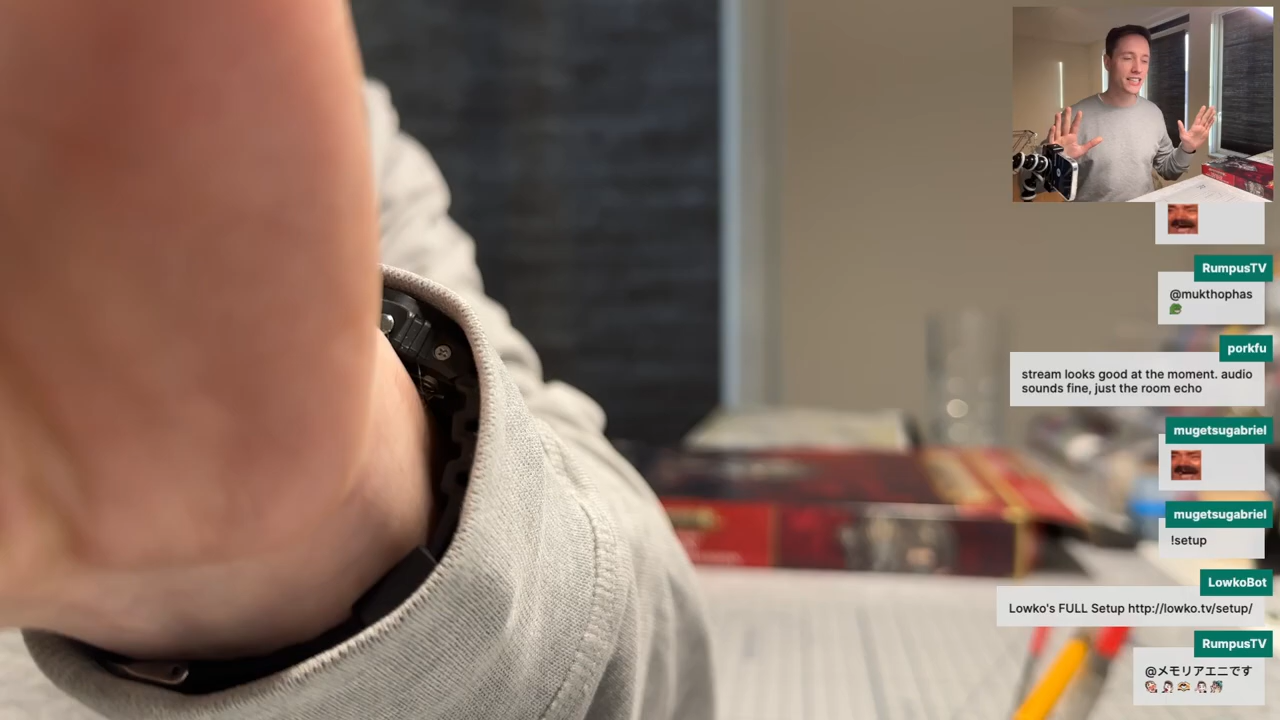 RumpusTV
@mukthophas
porkfu
stream looks good at the moment. audio
sounds fine, just the room echo
mugetsugabriel
mugetsugabriel
!setup
LowkoBot
Lowko's FULL Setup http://lowko.tv/setup/
RumpusTV
@メモリアエニです